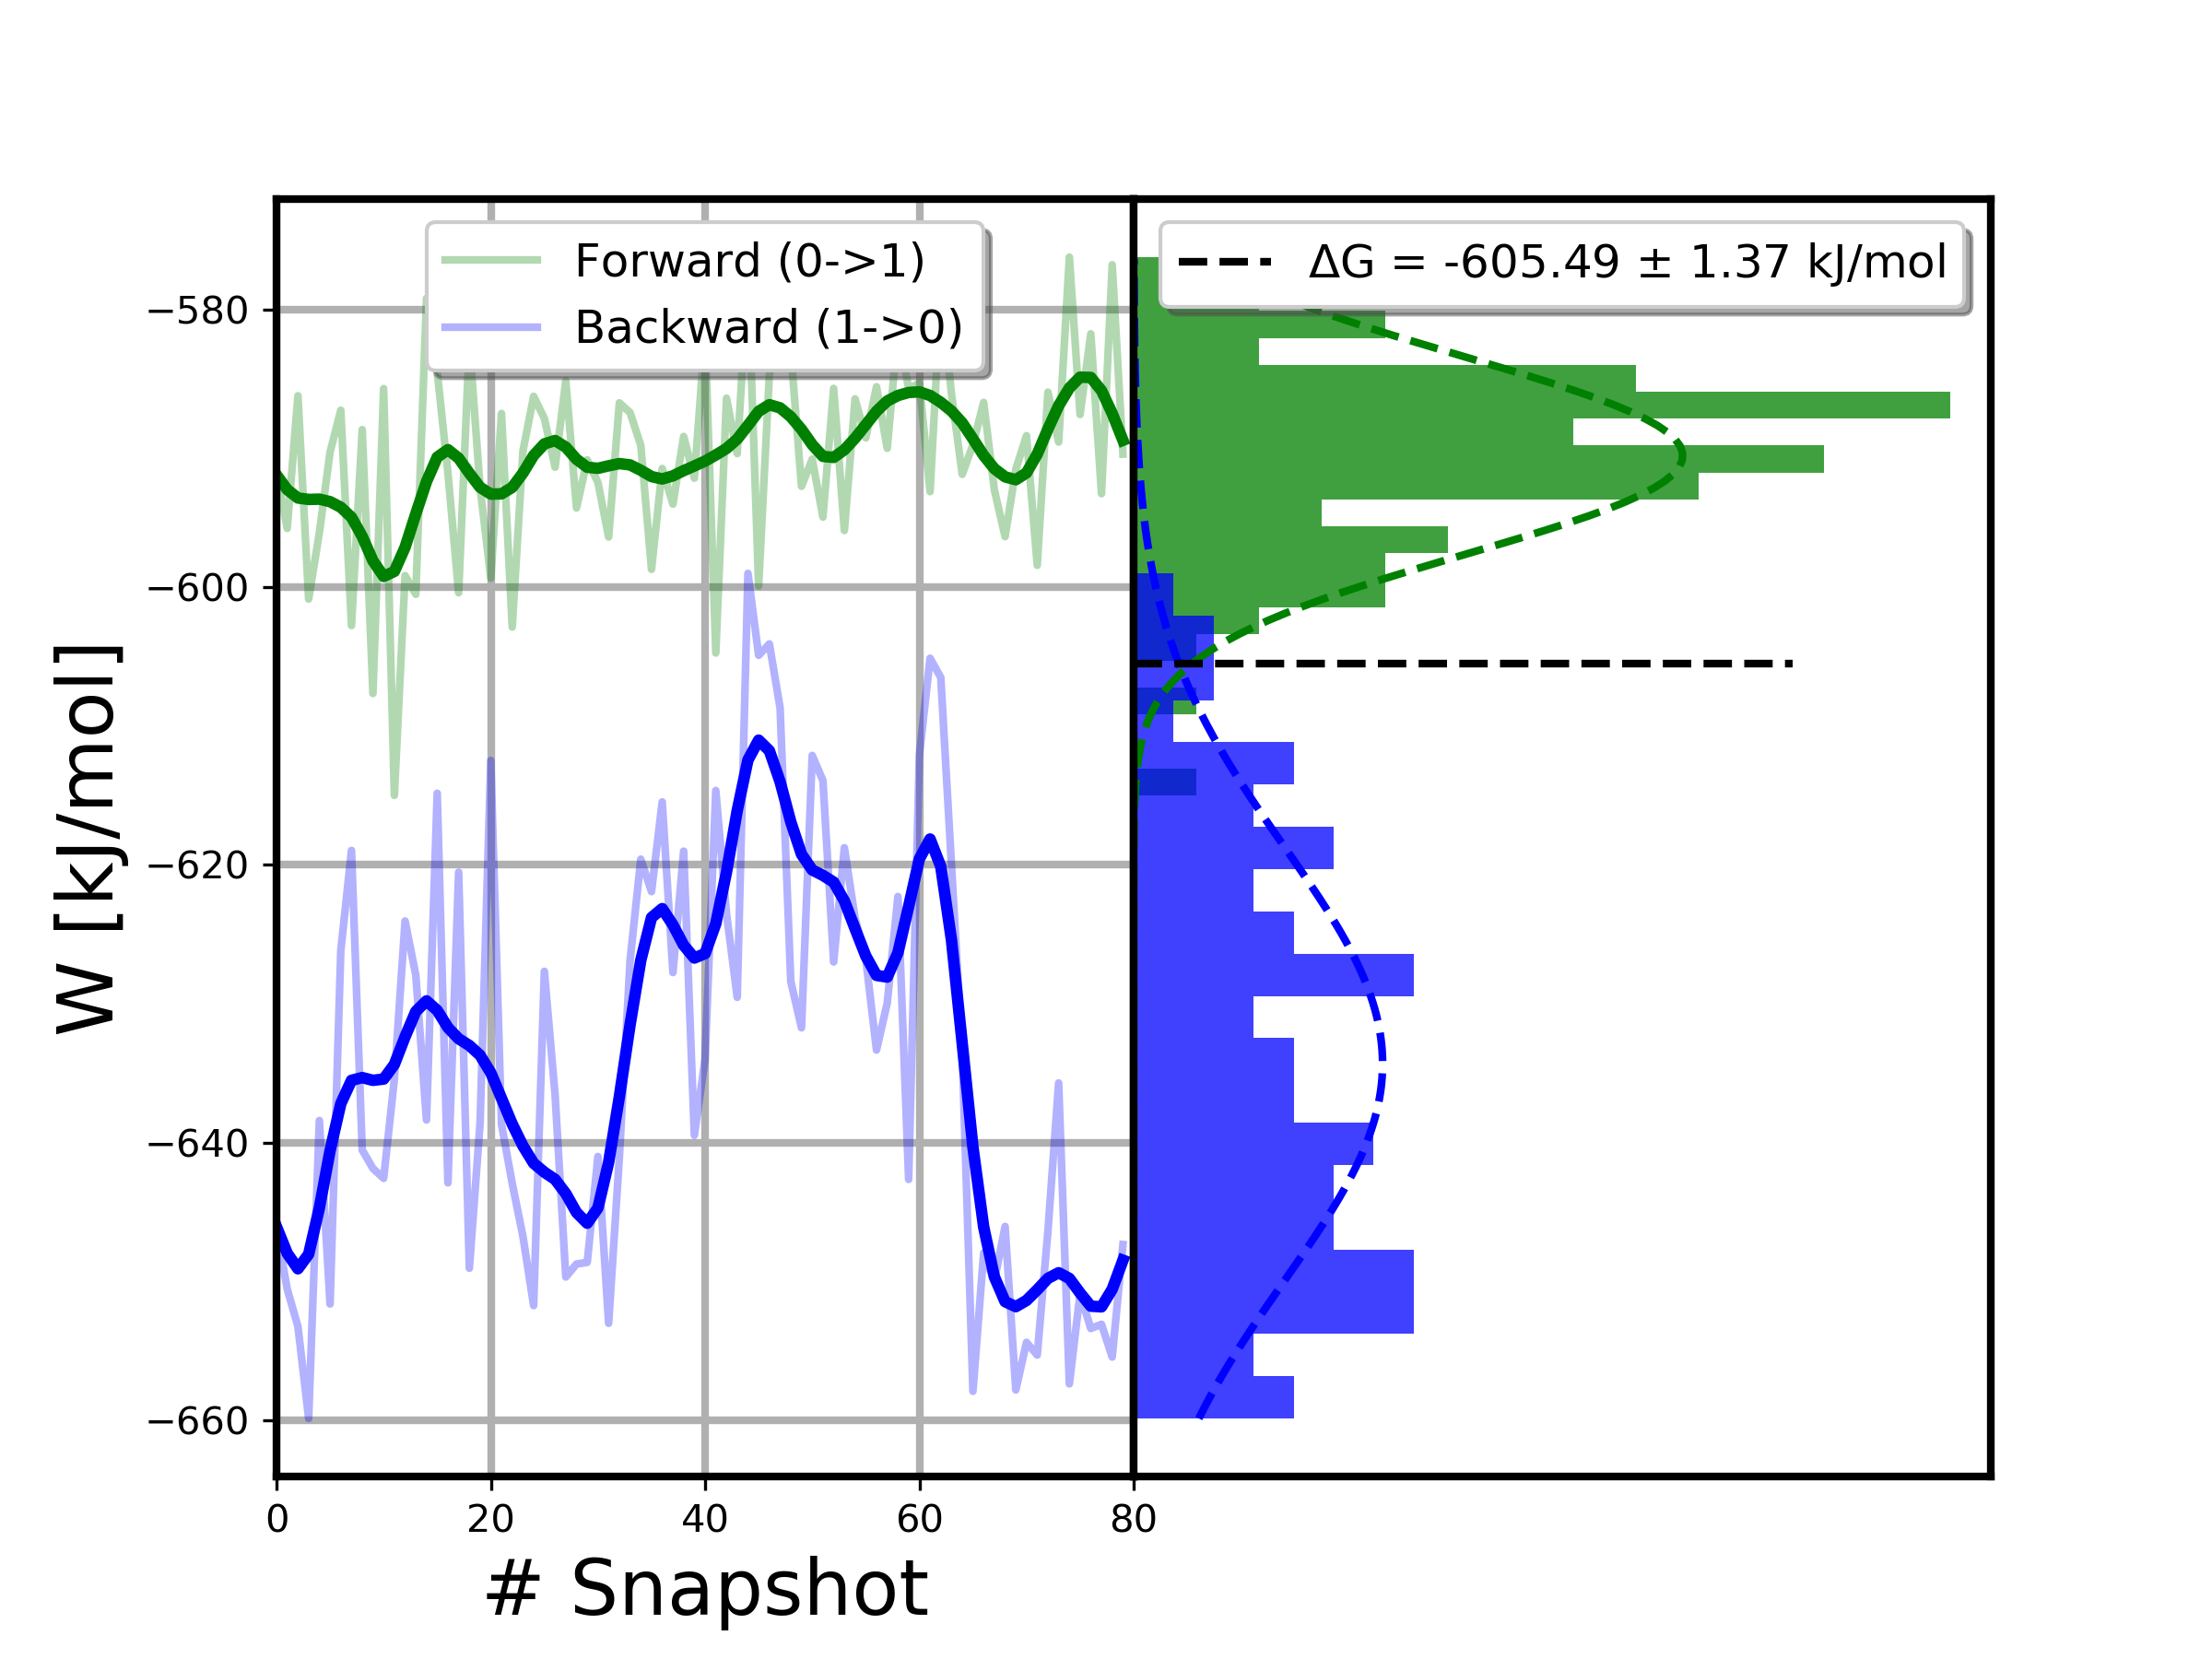 Forward (0->1)
Backward (1->0)
ΔG = -605.49 ± 1.37 kJ/mol
−580
−600
−620
−640
−660
W [kJ/mol]
0 20 40 60 80
# Snapshot